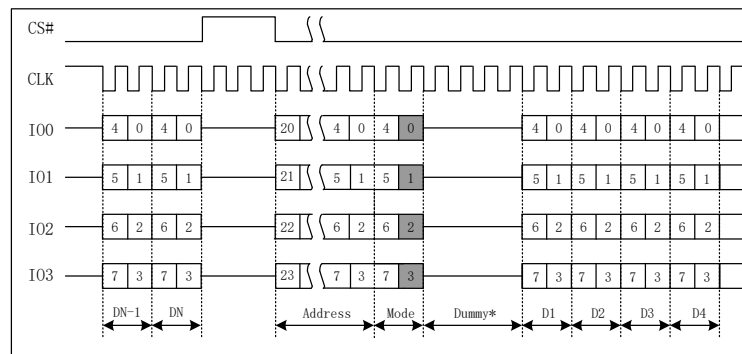 CS#
CLK
IO0 4 0 4 0 20 4 0 4 0 4 0 4 0 4 0 4 0
IO1 5 1 5 1 21 5 1 5 1 5 1 5 1 5 1 5 1
IO2 6 2 6 2 22 6 2 6 2 6 2 6 2 6 2 6 2
IO3 7 3 7 3 23 7 3 7 3 7 3 7 3 7 3 7 3
DN-1 DN Address Mode Dummy* D1 D2 D3 D4